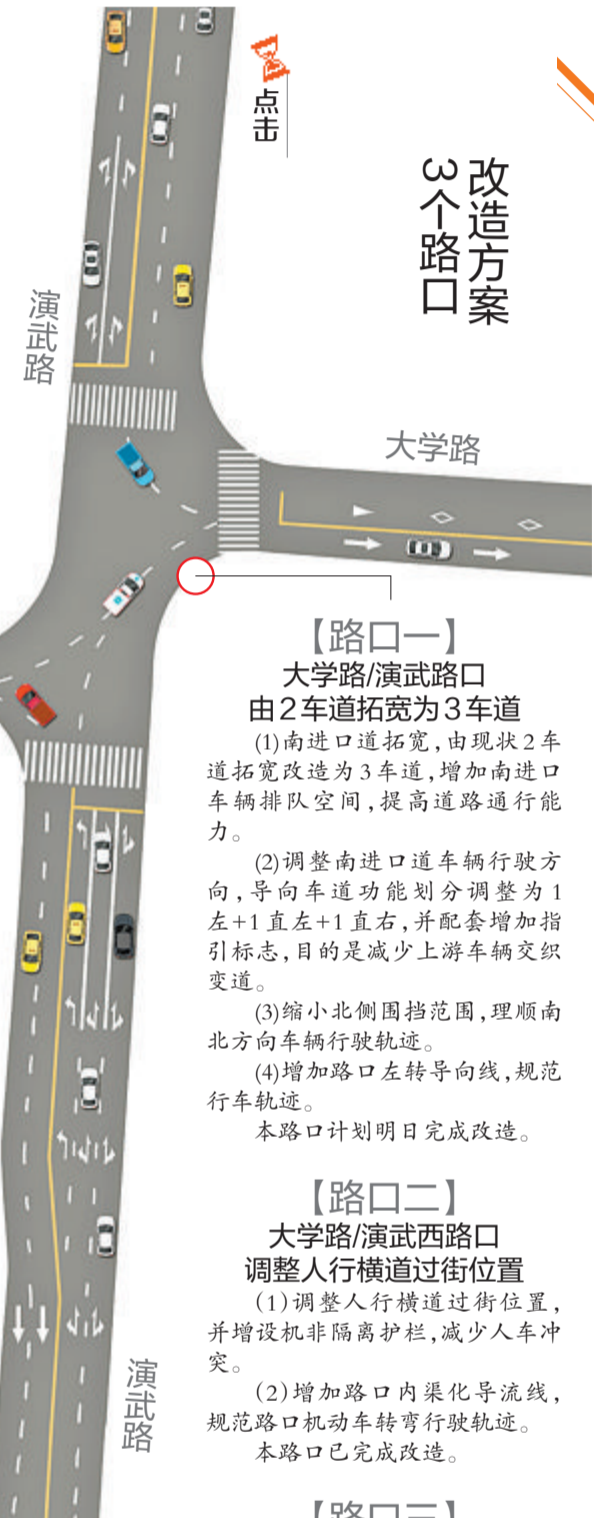 点击
改造方案
3个路口
演武路
大学路
【路口一】
大学路/演武路口
由2车道拓宽为3车道
(1)南进口道拓宽,由现状2车
道拓宽改造为3车道,增加南进口
车辆排队空间,提高道路通行能
力。
(2)调整南进口道车辆行驶方
向,导向车道功能划分调整为1
左+1直左+1直右,并配套增加指
引标志,目的是减少上游车辆交织
变道。
(3)缩小北侧围挡范围,理顺南
北方向车辆行驶轨迹。
(4)增加路口左转导向线,规范
行车轨迹。
本路口计划明日完成改造。
【路口二】
大学路/演武西路口
调整人行横道过街位置
(1)调整人行横道过街位置,
并增设机非隔离护栏,减少人车冲
突。
(2)增加路口内渠化导流线,
规范路口机动车转弯行驶轨迹。
本路口已完成改造。
演武路
【路口三】